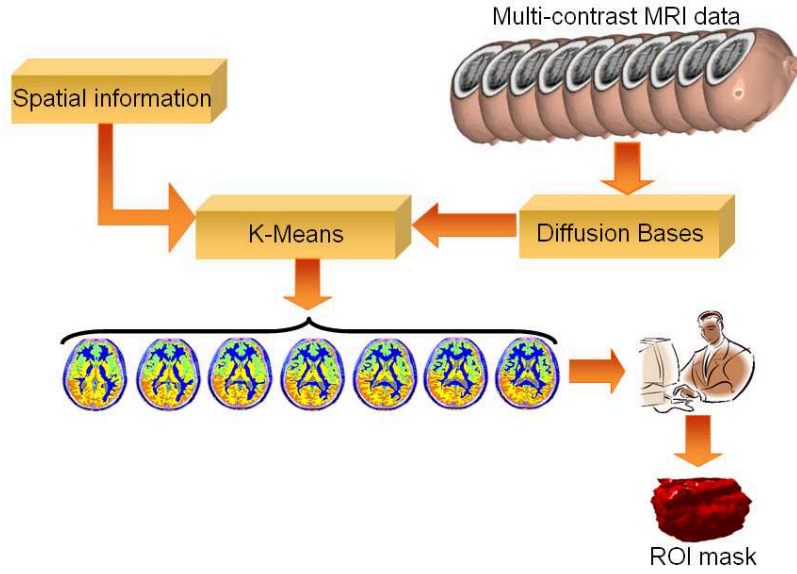 Multi-contrast MRI data
Spatial information
K-Means
Diffusion Bases
ROI mask